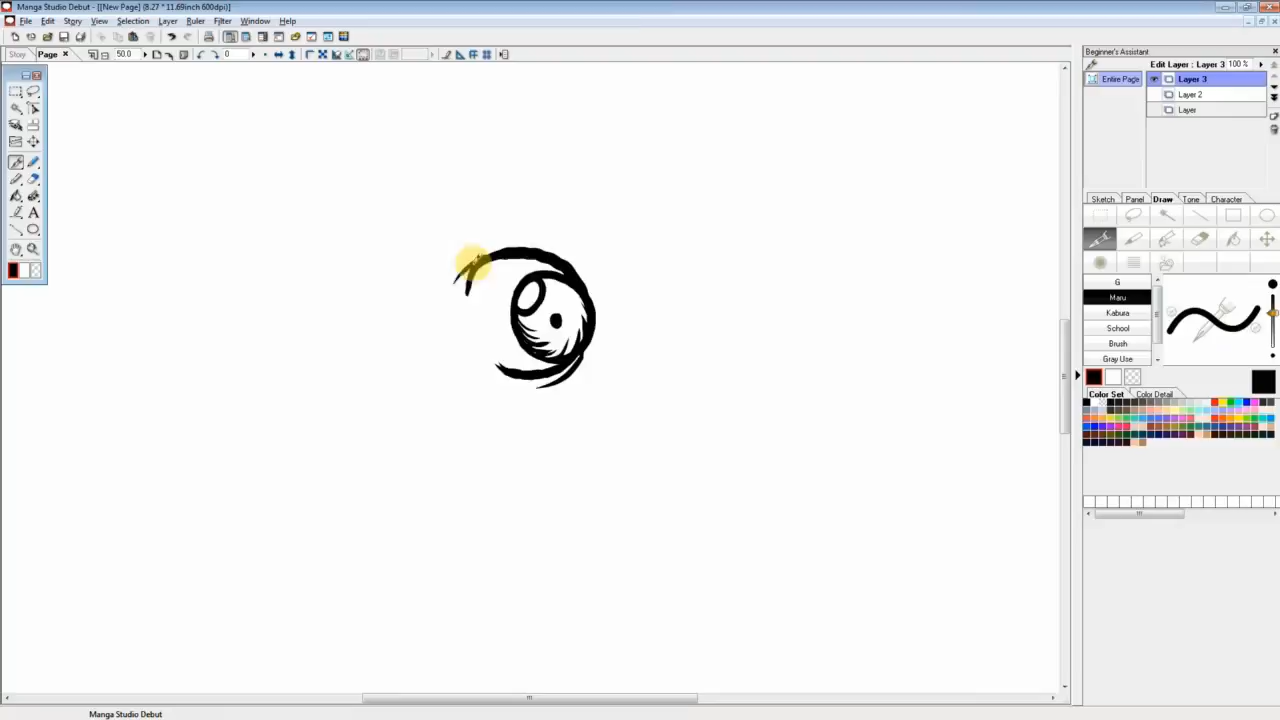 Manga Studio Debut - [[New Page] (8.27 * 11.69inch 600dpi)]
File Edit Story View Selection Layer Ruler Filter Window Help
Story Page 50.0 0
Beginner's Assistant
Edit Layer : Layer 3 100 %
Entire Page Layer 3
Layer 2
Layer
Sketch Panel Draw Tone Character
G
Maru
Kabura
School
Brush
Gray Use
Color Set Color Detail
Manga Studio Debut